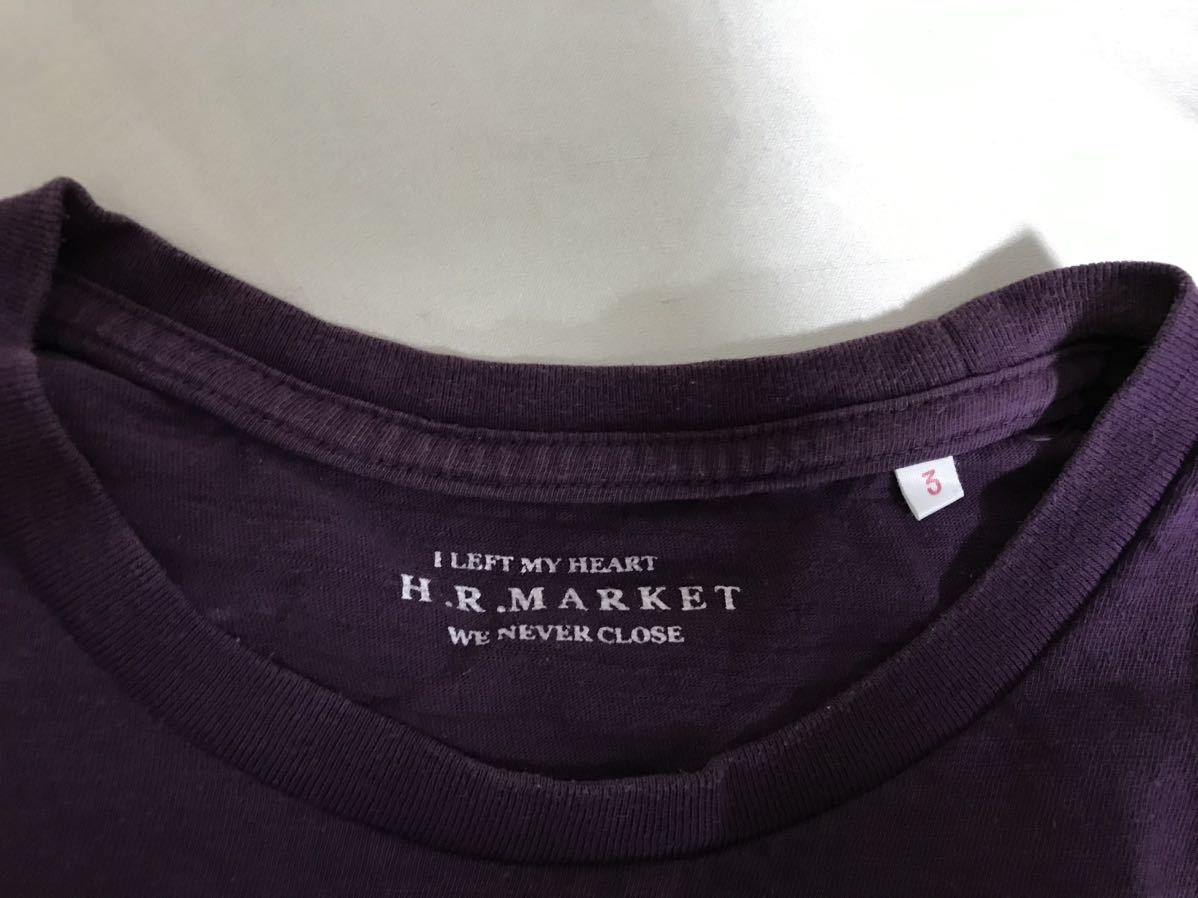 3
I LEFT MY HEART
H.R.MARKET
WE NEVER CLOSE